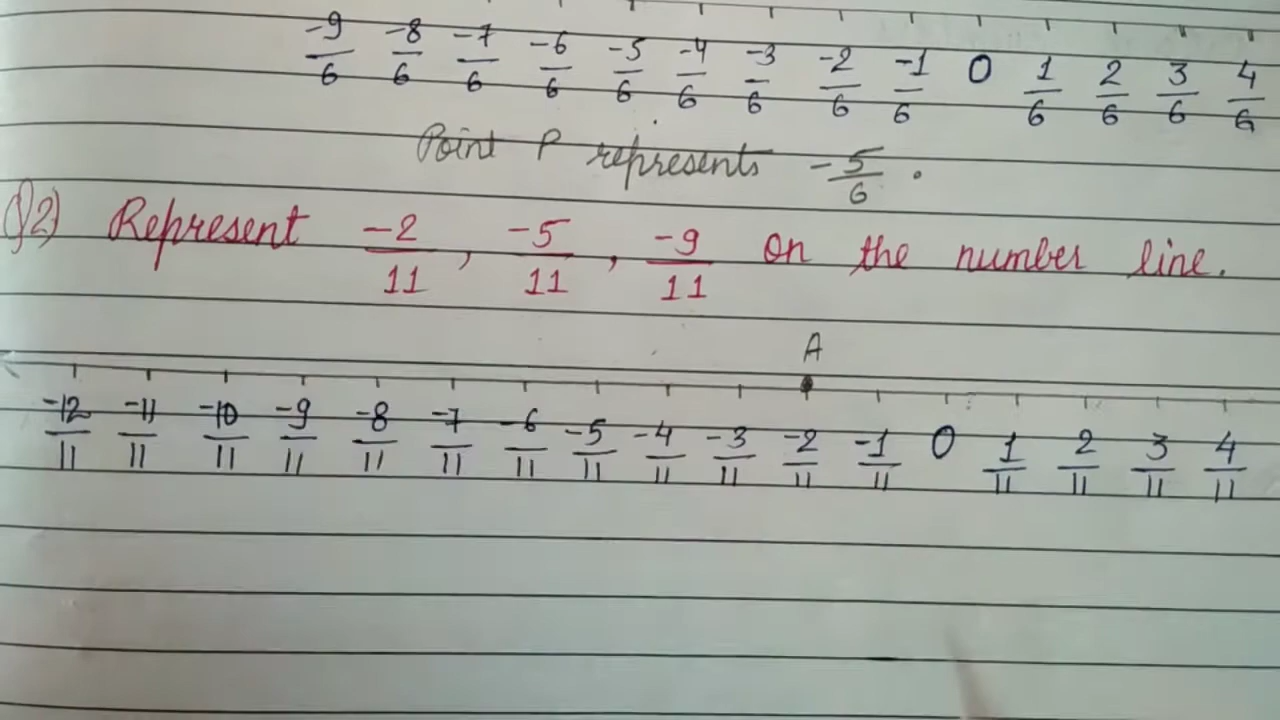 -9/6 -8/6 -7/6 -6/6 -5/6 -4/6 -3/6 -2/6 -1/6 0 1/6 2/6 3/6 4/6
Point P represents -5/6.
Q2) Represent -2/11, -5/11, -9/11 on the number line.
A
-12/11 -11/11 -10/11 -9/11 -8/11 -7/11 -6/11 -5/11 -4/11 -3/11 -2/11 -1/11 0 1/11 2/11 3/11 4/11